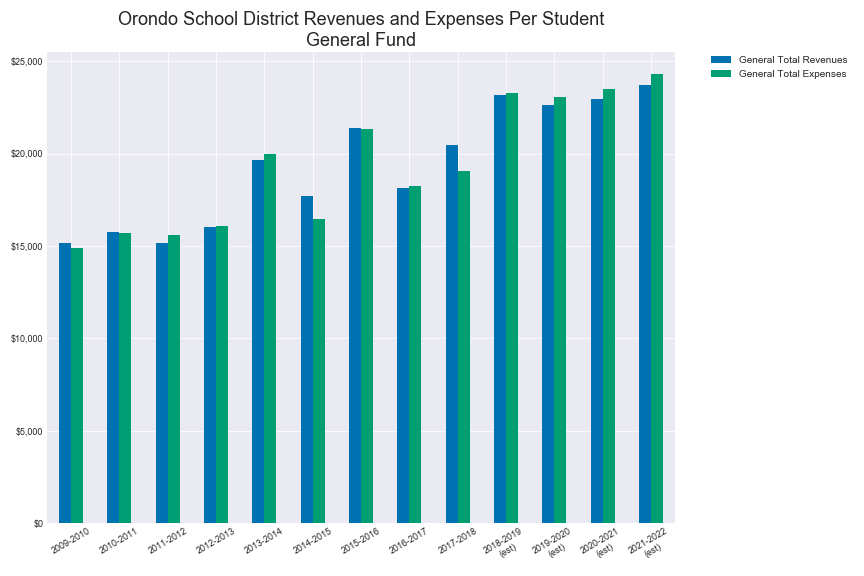 Orondo School District Revenues and Expenses Per Student
General Fund
General Total Revenues
General Total Expenses
$25,000
$20,000
$15,000
$10,000
$5,000
$0
2009-2010
2010-2011
2011-2012
2012-2013
2013-2014
2014-2015
2015-2016
2016-2017
2017-2018
2018-2019
(est)
2019-2020
(est)
2020-2021
(est)
2021-2022
(est)